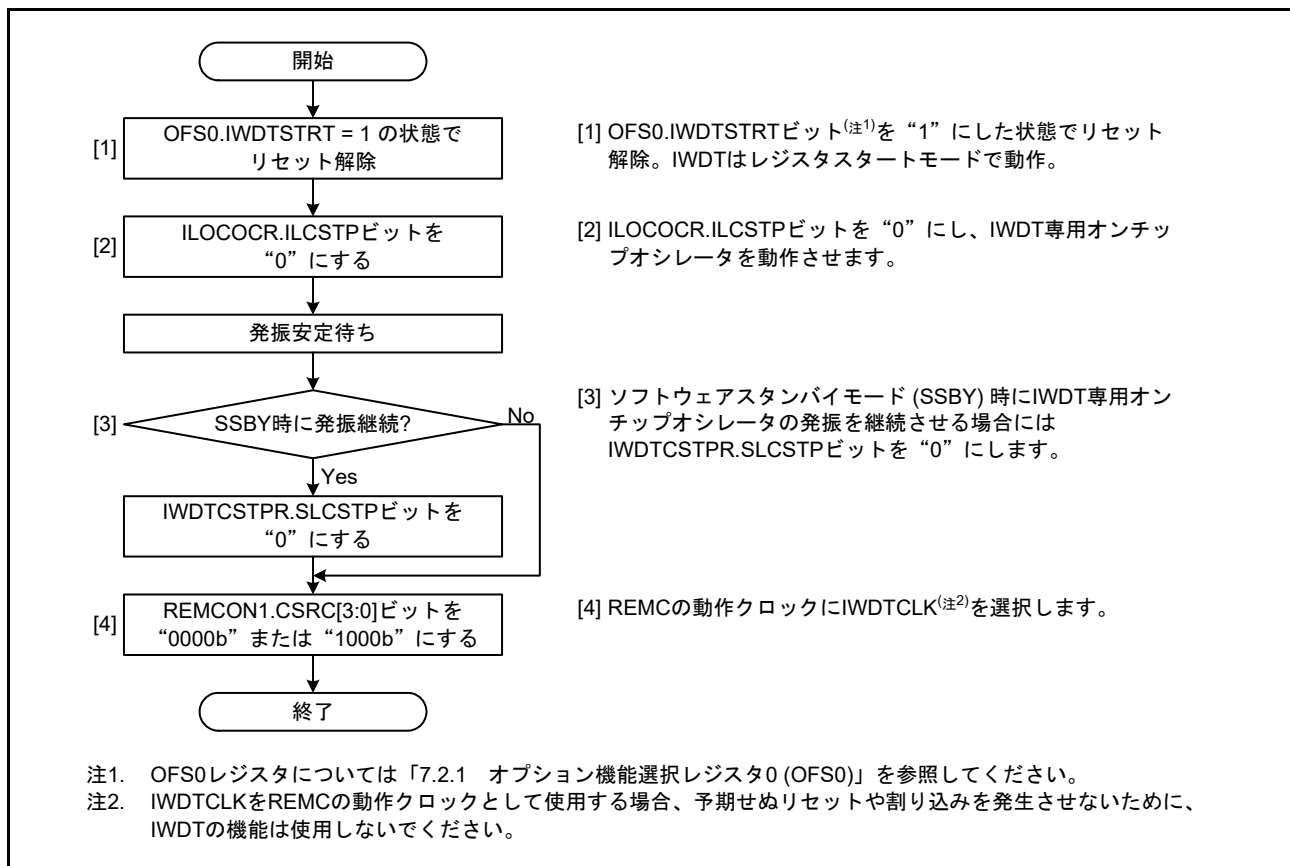 開始
[1]
OFS0.IWDTSTRT = 1 の状態で
リセット解除
[1] OFS0.IWDTSTRTビット(注1)を“1”にした状態でリセット
解除。IWDTはレジスタスタートモードで動作。
[2]
ILOCOCR.ILCSTPビットを
“0”にする
[2] ILOCOCR.ILCSTPビットを“0”にし、IWDT専用オンチッ
プオシレータを動作させます。
発振安定待ち
[3]
SSBY時に発振継続?
No
Yes
[3] ソフトウェアスタンバイモード (SSBY) 時にIWDT専用オン
チップオシレータの発振を継続させる場合には
IWDTCSTPR.SLCSTPビットを“0”にします。
IWDTCSTPR.SLCSTPビットを
“0”にする
[4]
REMCON1.CSRC[3:0]ビットを
“0000b”または“1000b”にする
[4] REMCの動作クロックにIWDTCLK(注2)を選択します。
終了
注1. OFS0レジスタについては「7.2.1 オプション機能選択レジスタ0 (OFS0)」を参照してください。
注2. IWDTCLKをREMCの動作クロックとして使用する場合、予期せぬリセットや割り込みを発生させないために、
IWDTの機能は使用しないでください。